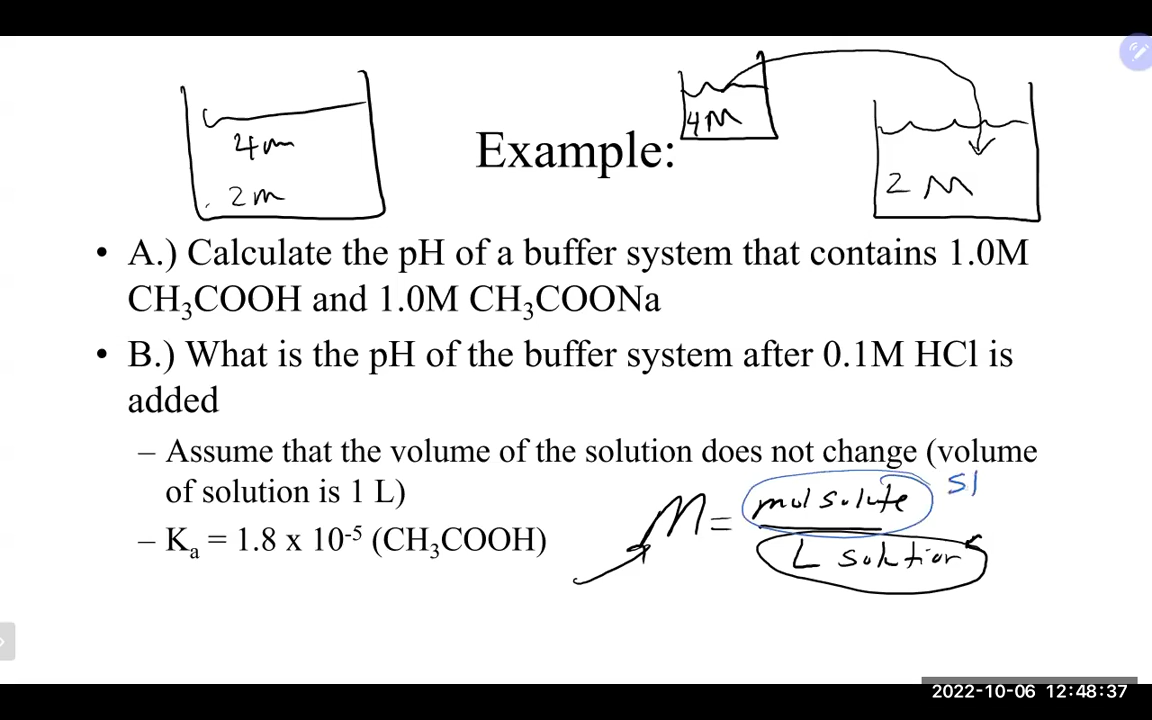 4M
4m
Example:
2m
2 M
• A.) Calculate the pH of a buffer system that contains 1.0M
CH₃COOH and 1.0M CH₃COONa
• B.) What is the pH of the buffer system after 0.1M HCl is
added
– Assume that the volume of the solution does not change (volume
of solution is 1 L)
– Kₐ = 1.8 x 10⁻⁵ (CH₃COOH)
M = mol solute
L solution
2022-10-06 12:48:37